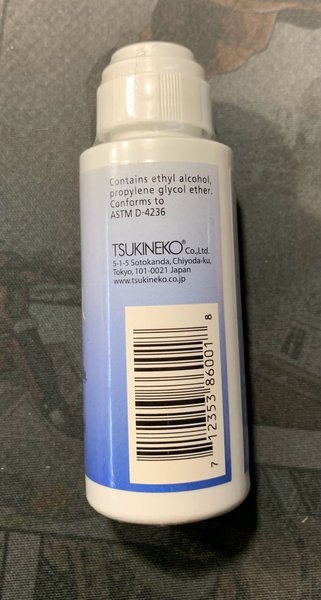 Contains ethyl alcohol,
propylene glycol ether.
Conforms to
ASTM D-4236
TSUKINEKO® Co.,Ltd.
5-1-5 Sotokanda, Chiyoda-ku,
Tokyo, 101-0021 Japan
www.tsukineko.co.jp
7 12353 86001 8